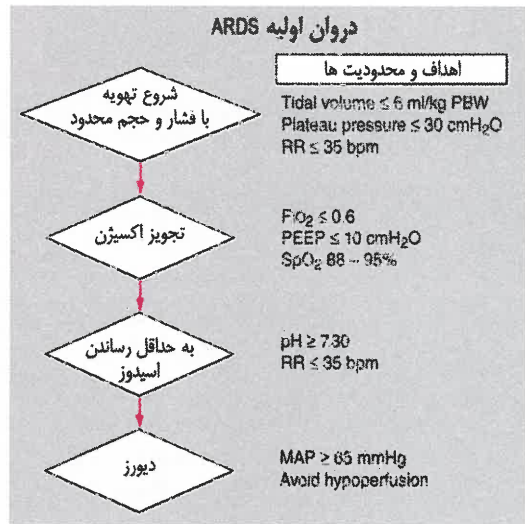 دروان اولیه ARDS
اهداف و محدودیت ها
شروع تهویه
با فشار و حجم محدود
Tidal volume ≤ 6 ml/kg PBW
Plateau pressure ≤ 30 cmH₂O
RR ≤ 35 bpm
تجویز اکسیژن
FiO₂ ≤ 0.6
PEEP ≤ 10 cmH₂O
SpO₂ 88 – 95%
به حداقل رساندن
اسیدوز
pH ≥ 7.30
RR ≤ 35 bpm
دیورز
MAP ≥ 65 mmHg
Avoid hypoperfusion